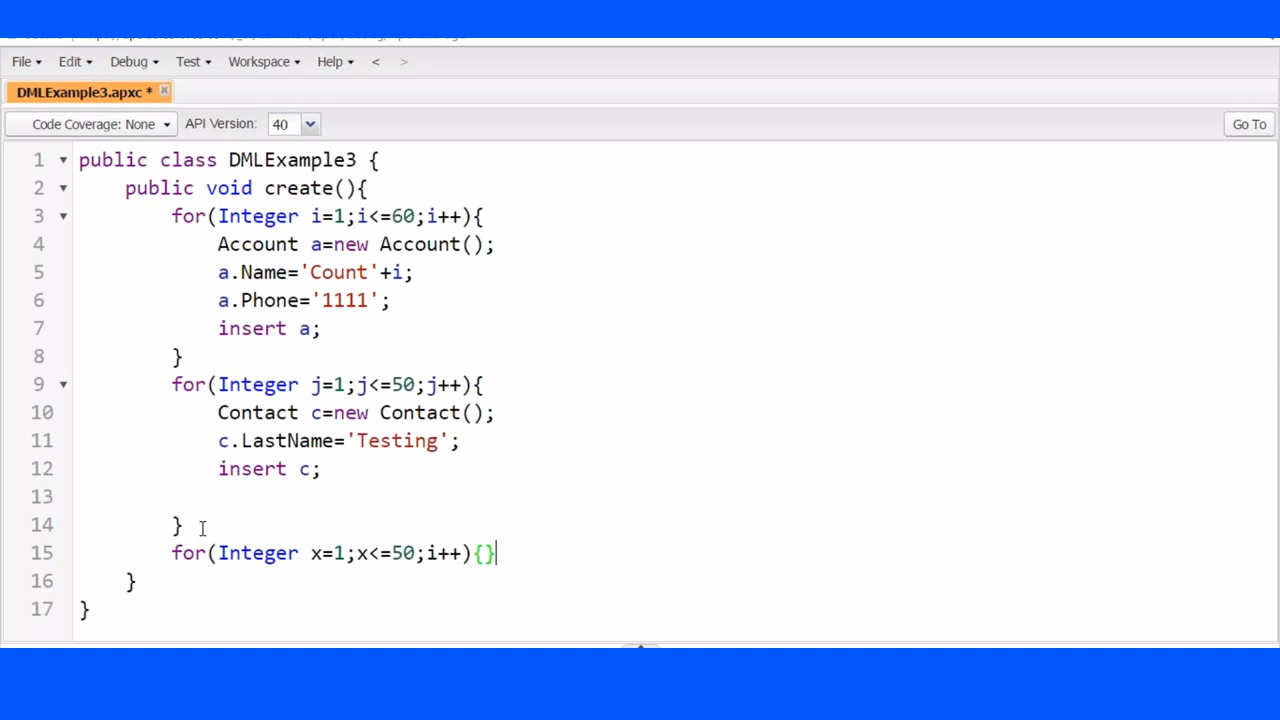 File Edit Debug Test Workspace Help < >
DMLExample3.apxc *
Code Coverage: None API Version: 40 Go To
1 public class DMLExample3 {
2 public void create(){
3 for(Integer i=1;i<=60;i++){
4 Account a=new Account();
5 a.Name='Count'+i;
6 a.Phone='1111';
7 insert a;
8 }
9 for(Integer j=1;j<=50;j++){
10 Contact c=new Contact();
11 c.LastName='Testing';
12 insert c;
13
14 }
15 for(Integer x=1;x<=50;i++){}
16 }
17 }